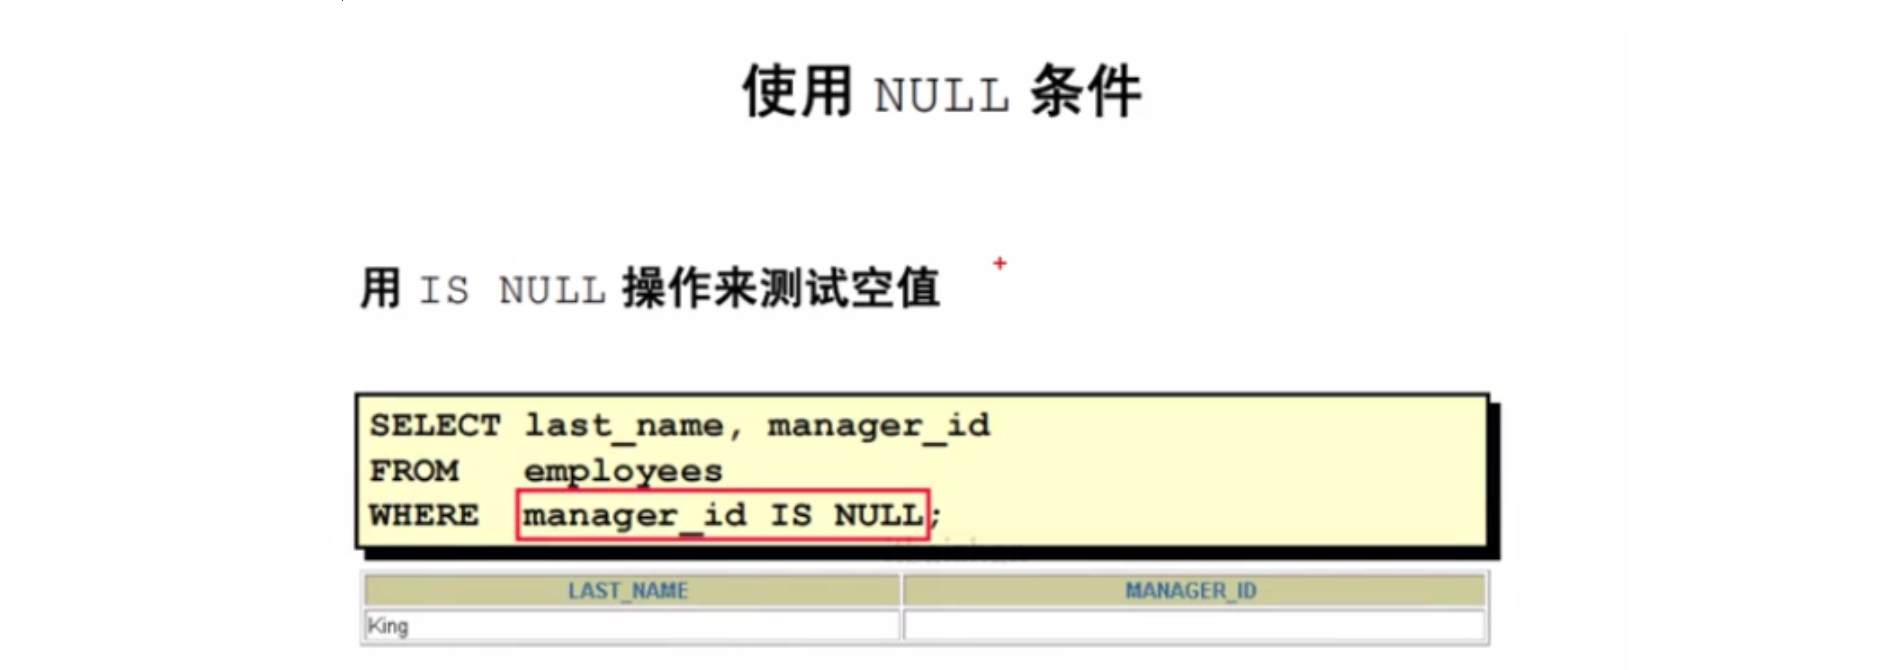 使用 NULL 条件
用 IS NULL 操作来测试空值
SELECT last_name, manager_id
FROM employees
WHERE manager_id IS NULL;
LAST_NAME MANAGER_ID
King